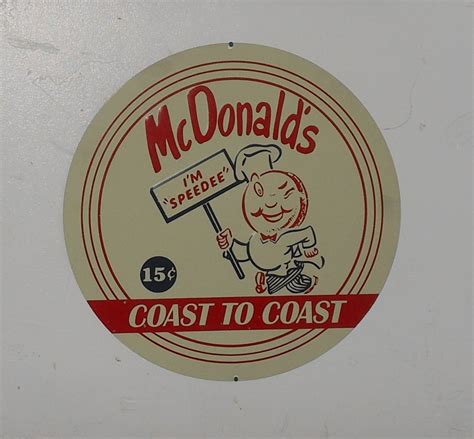 McDonald's
I'M
"SPEEDEE"
15¢
COAST TO COAST